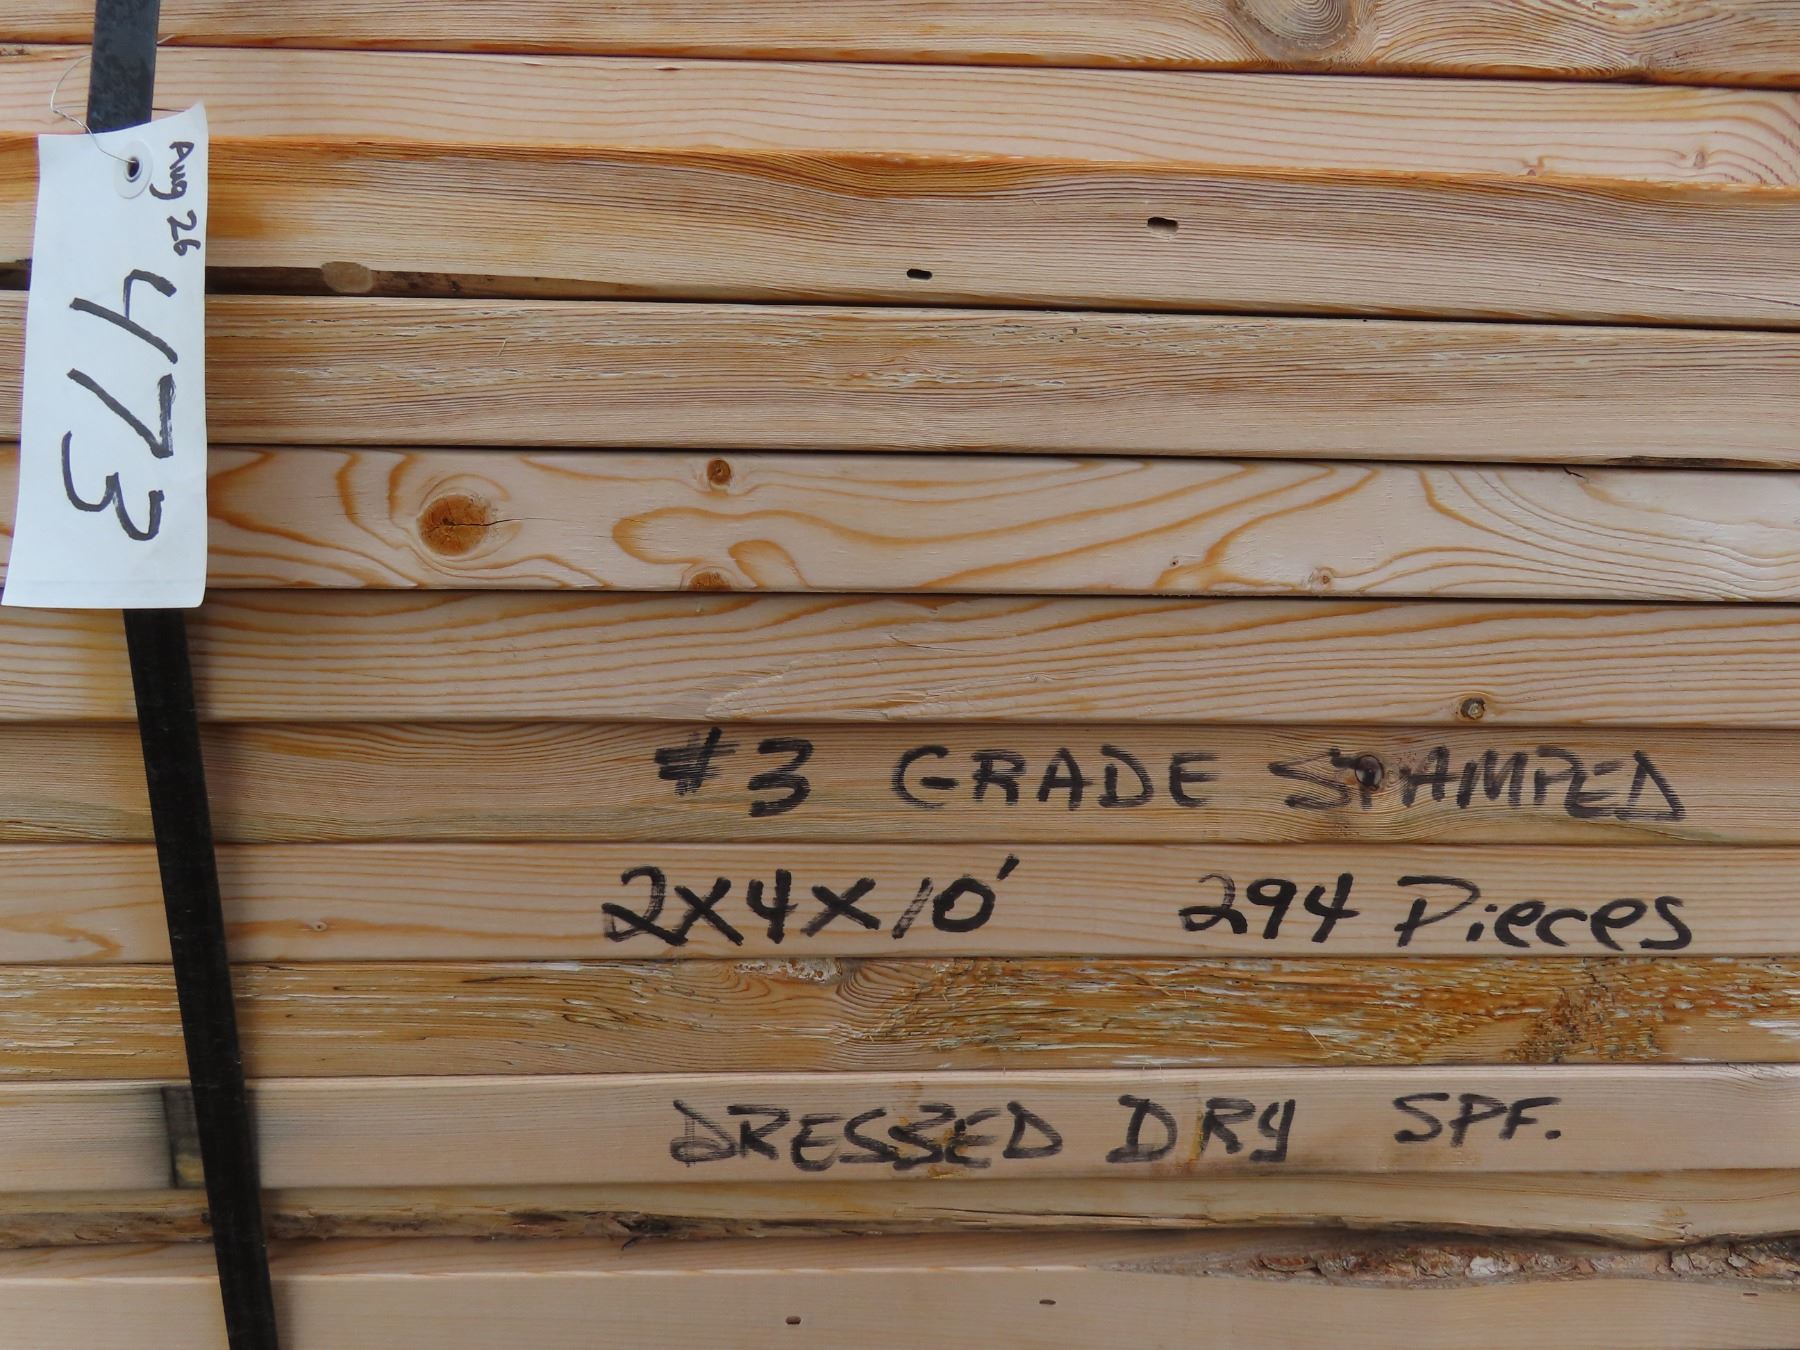 Aug 26
473
#3 GRADE STAMPED
2X4X10' 294 Pieces
DRESSED DRY SPF.